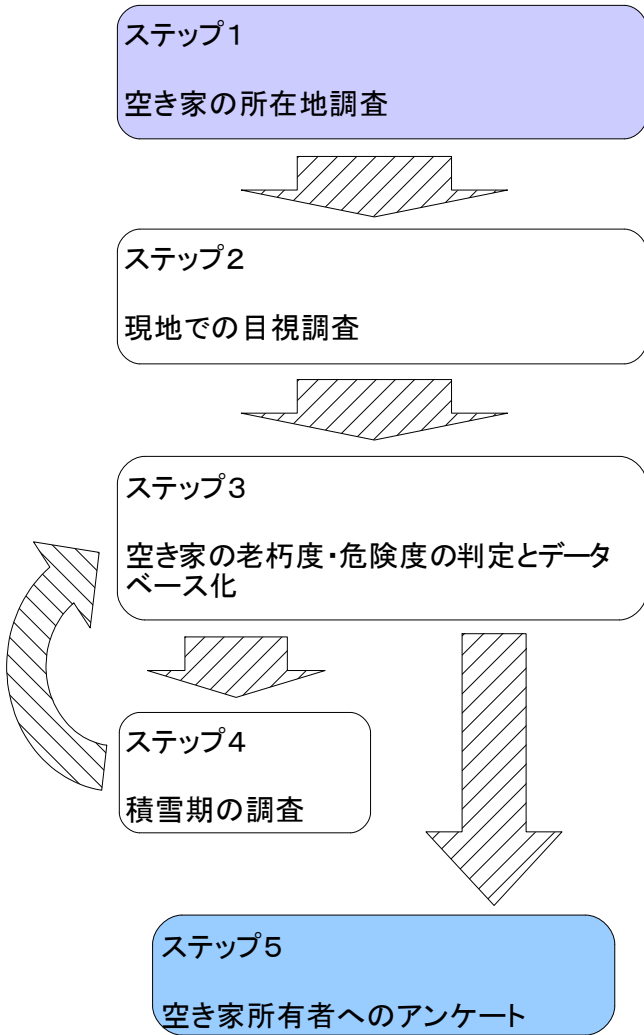 ステップ１
空き家の所在地調査
ステップ２
現地での目視調査
ステップ３
空き家の老朽度・危険度の判定とデータ
ベース化
ステップ４
積雪期の調査
ステップ５
空き家所有者へのアンケート